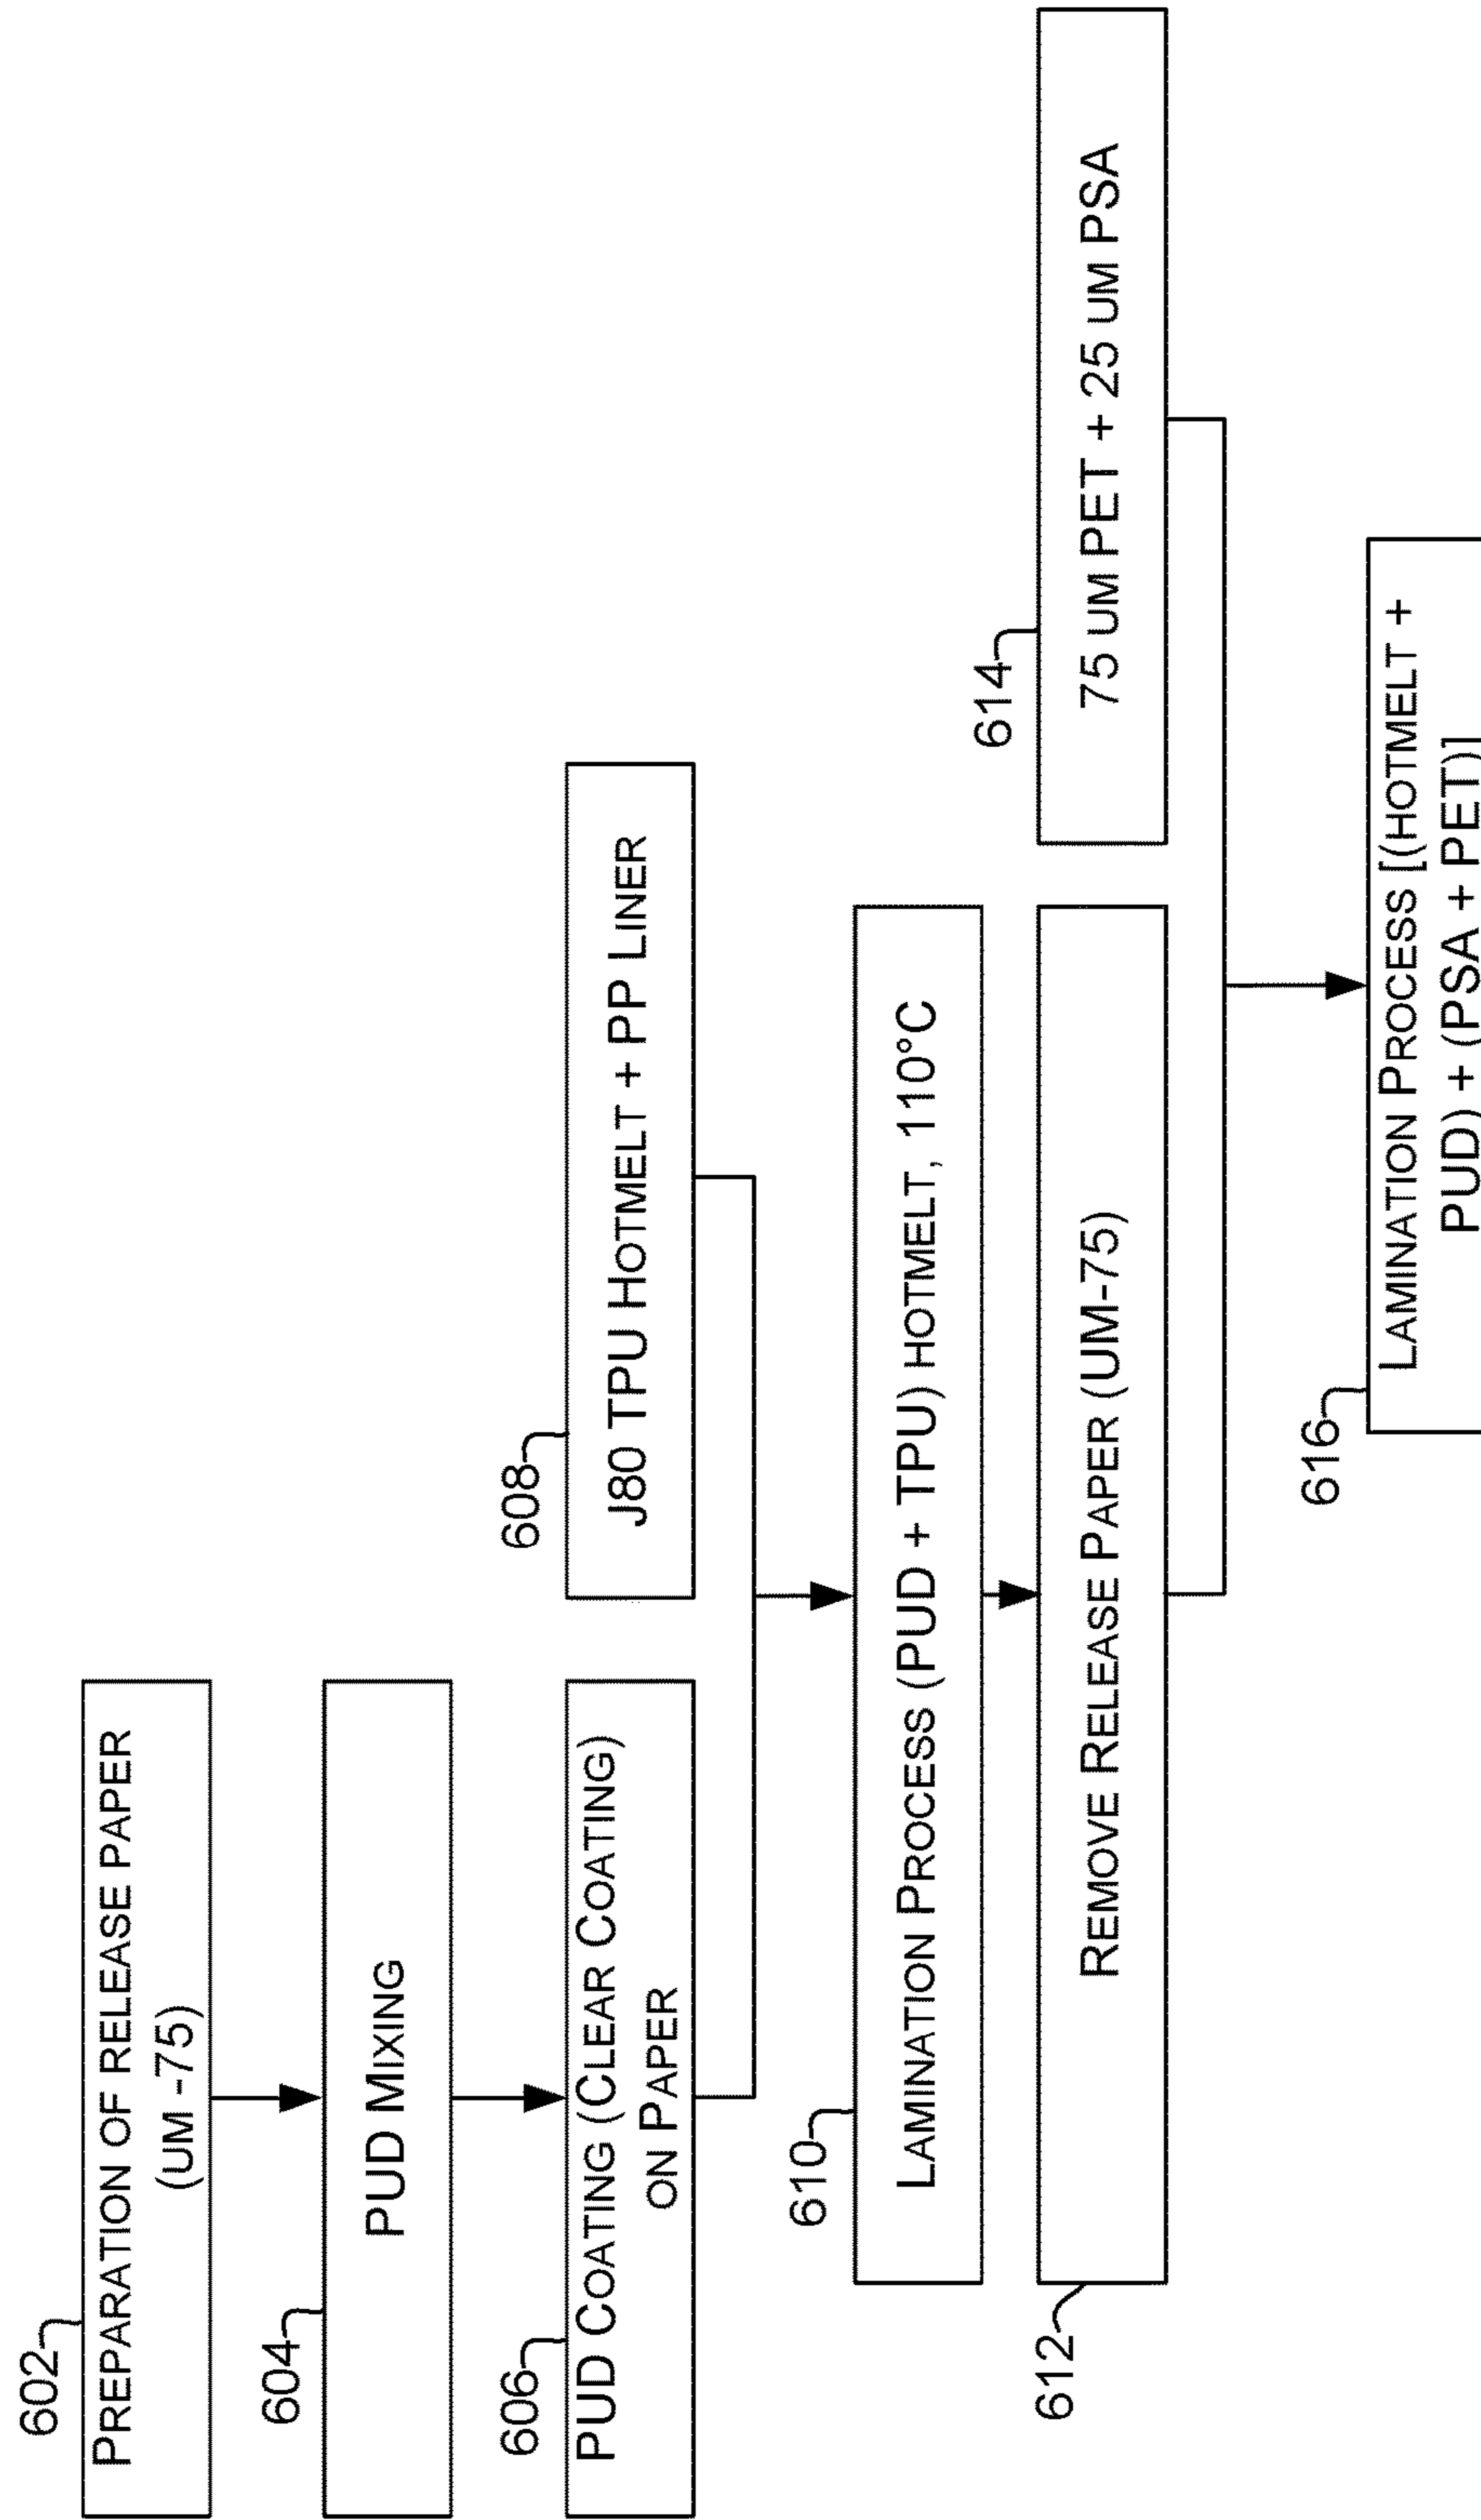 602
PREPARATION OF RELEASE PAPER
(UM -75)
604
PUD MIXING
606
PUD COATING (CLEAR COATING)
ON PAPER
608
J80 TPU HOTMELT + PP LINER
610
LAMINATION PROCESS (PUD + TPU) HOTMELT, 110°C
612
REMOVE RELEASE PAPER (UM-75)
614
75 UM PET + 25 UM PSA
616
LAMINATION PROCESS [(HOTMELT +
PUD) + (PSA + PET)]